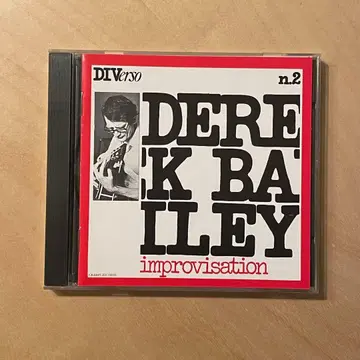 DIVerso
n.2
DERE
K BA
ILEY
improvisation